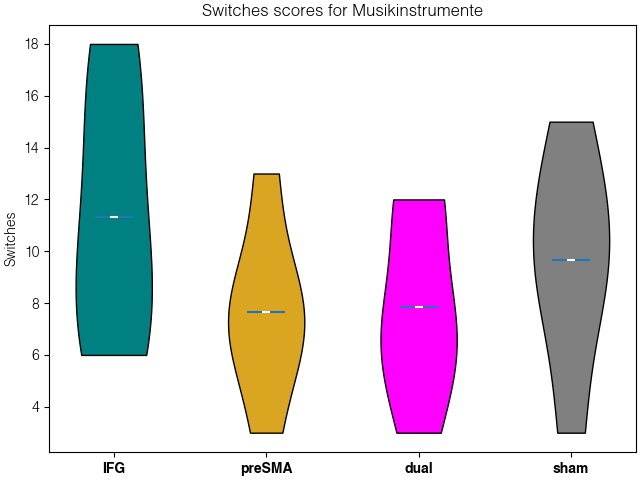 Switches scores for Musikinstrumente
18
16
14
12
10
8
6
4
Switches
IFG
preSMA
dual
sham